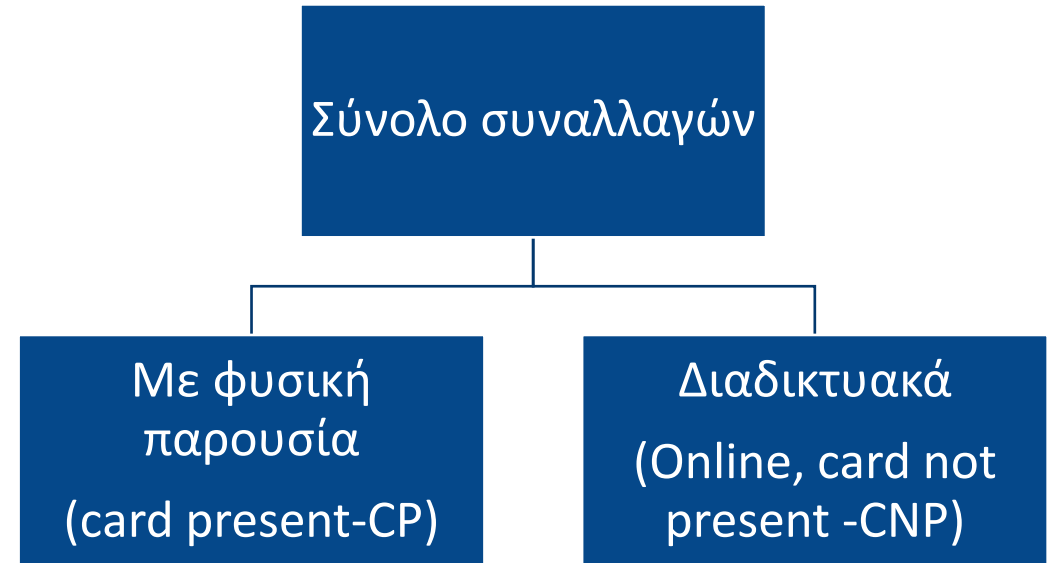 Σύνολο συναλλαγών
Με φυσική
παρουσία
(card present-CP)
Διαδικτυακά
(Online, card not
present -CNP)